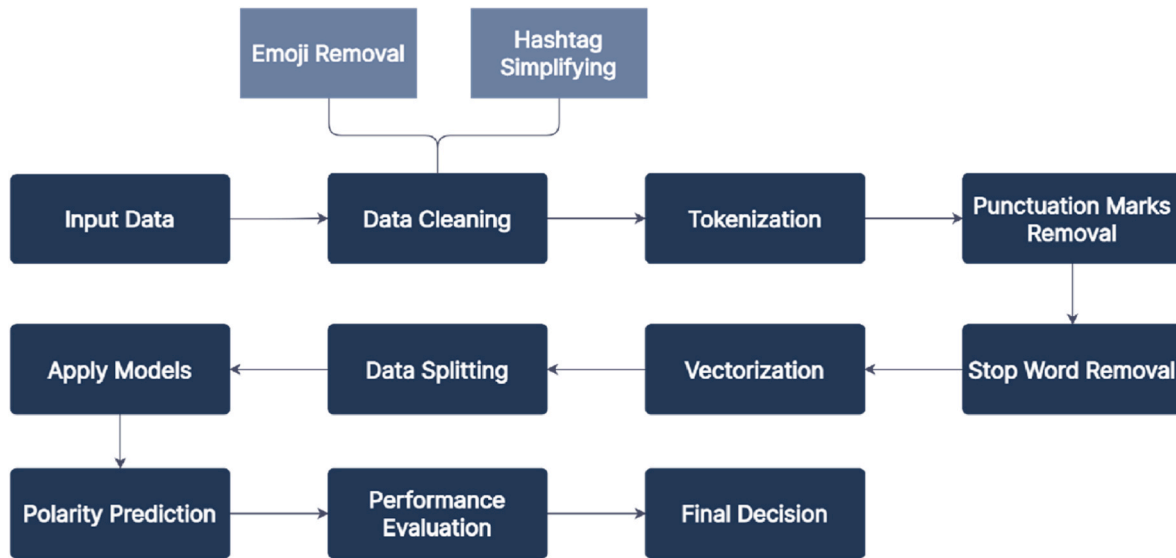 Emoji Removal
Hashtag
Simplifying
Input Data
Data Cleaning
Tokenization
Punctuation Marks
Removal
Apply Models
Data Splitting
Vectorization
Stop Word Removal
Polarity Prediction
Performance
Evaluation
Final Decision